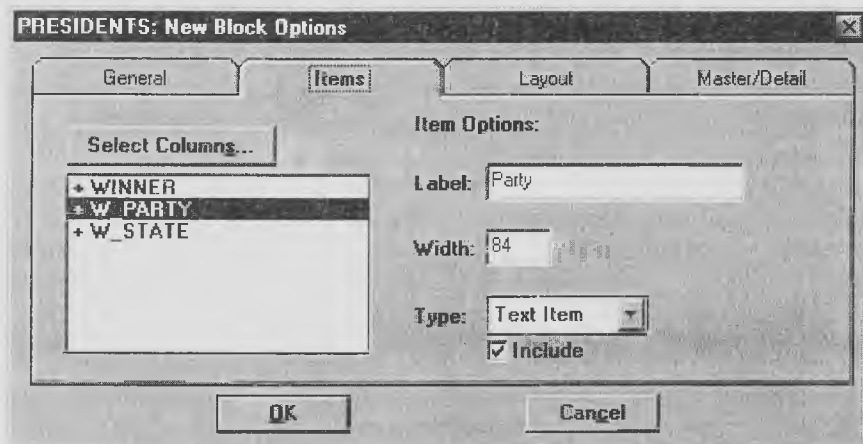 PRESIDENTS: New Block Options
General Items Layout Master/Detail
Select Columns...
+ WINNER
+ W_PARTY
+ W_STATE
Item Options:
Label: Party
Width: 84
Type: Text Item
Include
OK Cancel